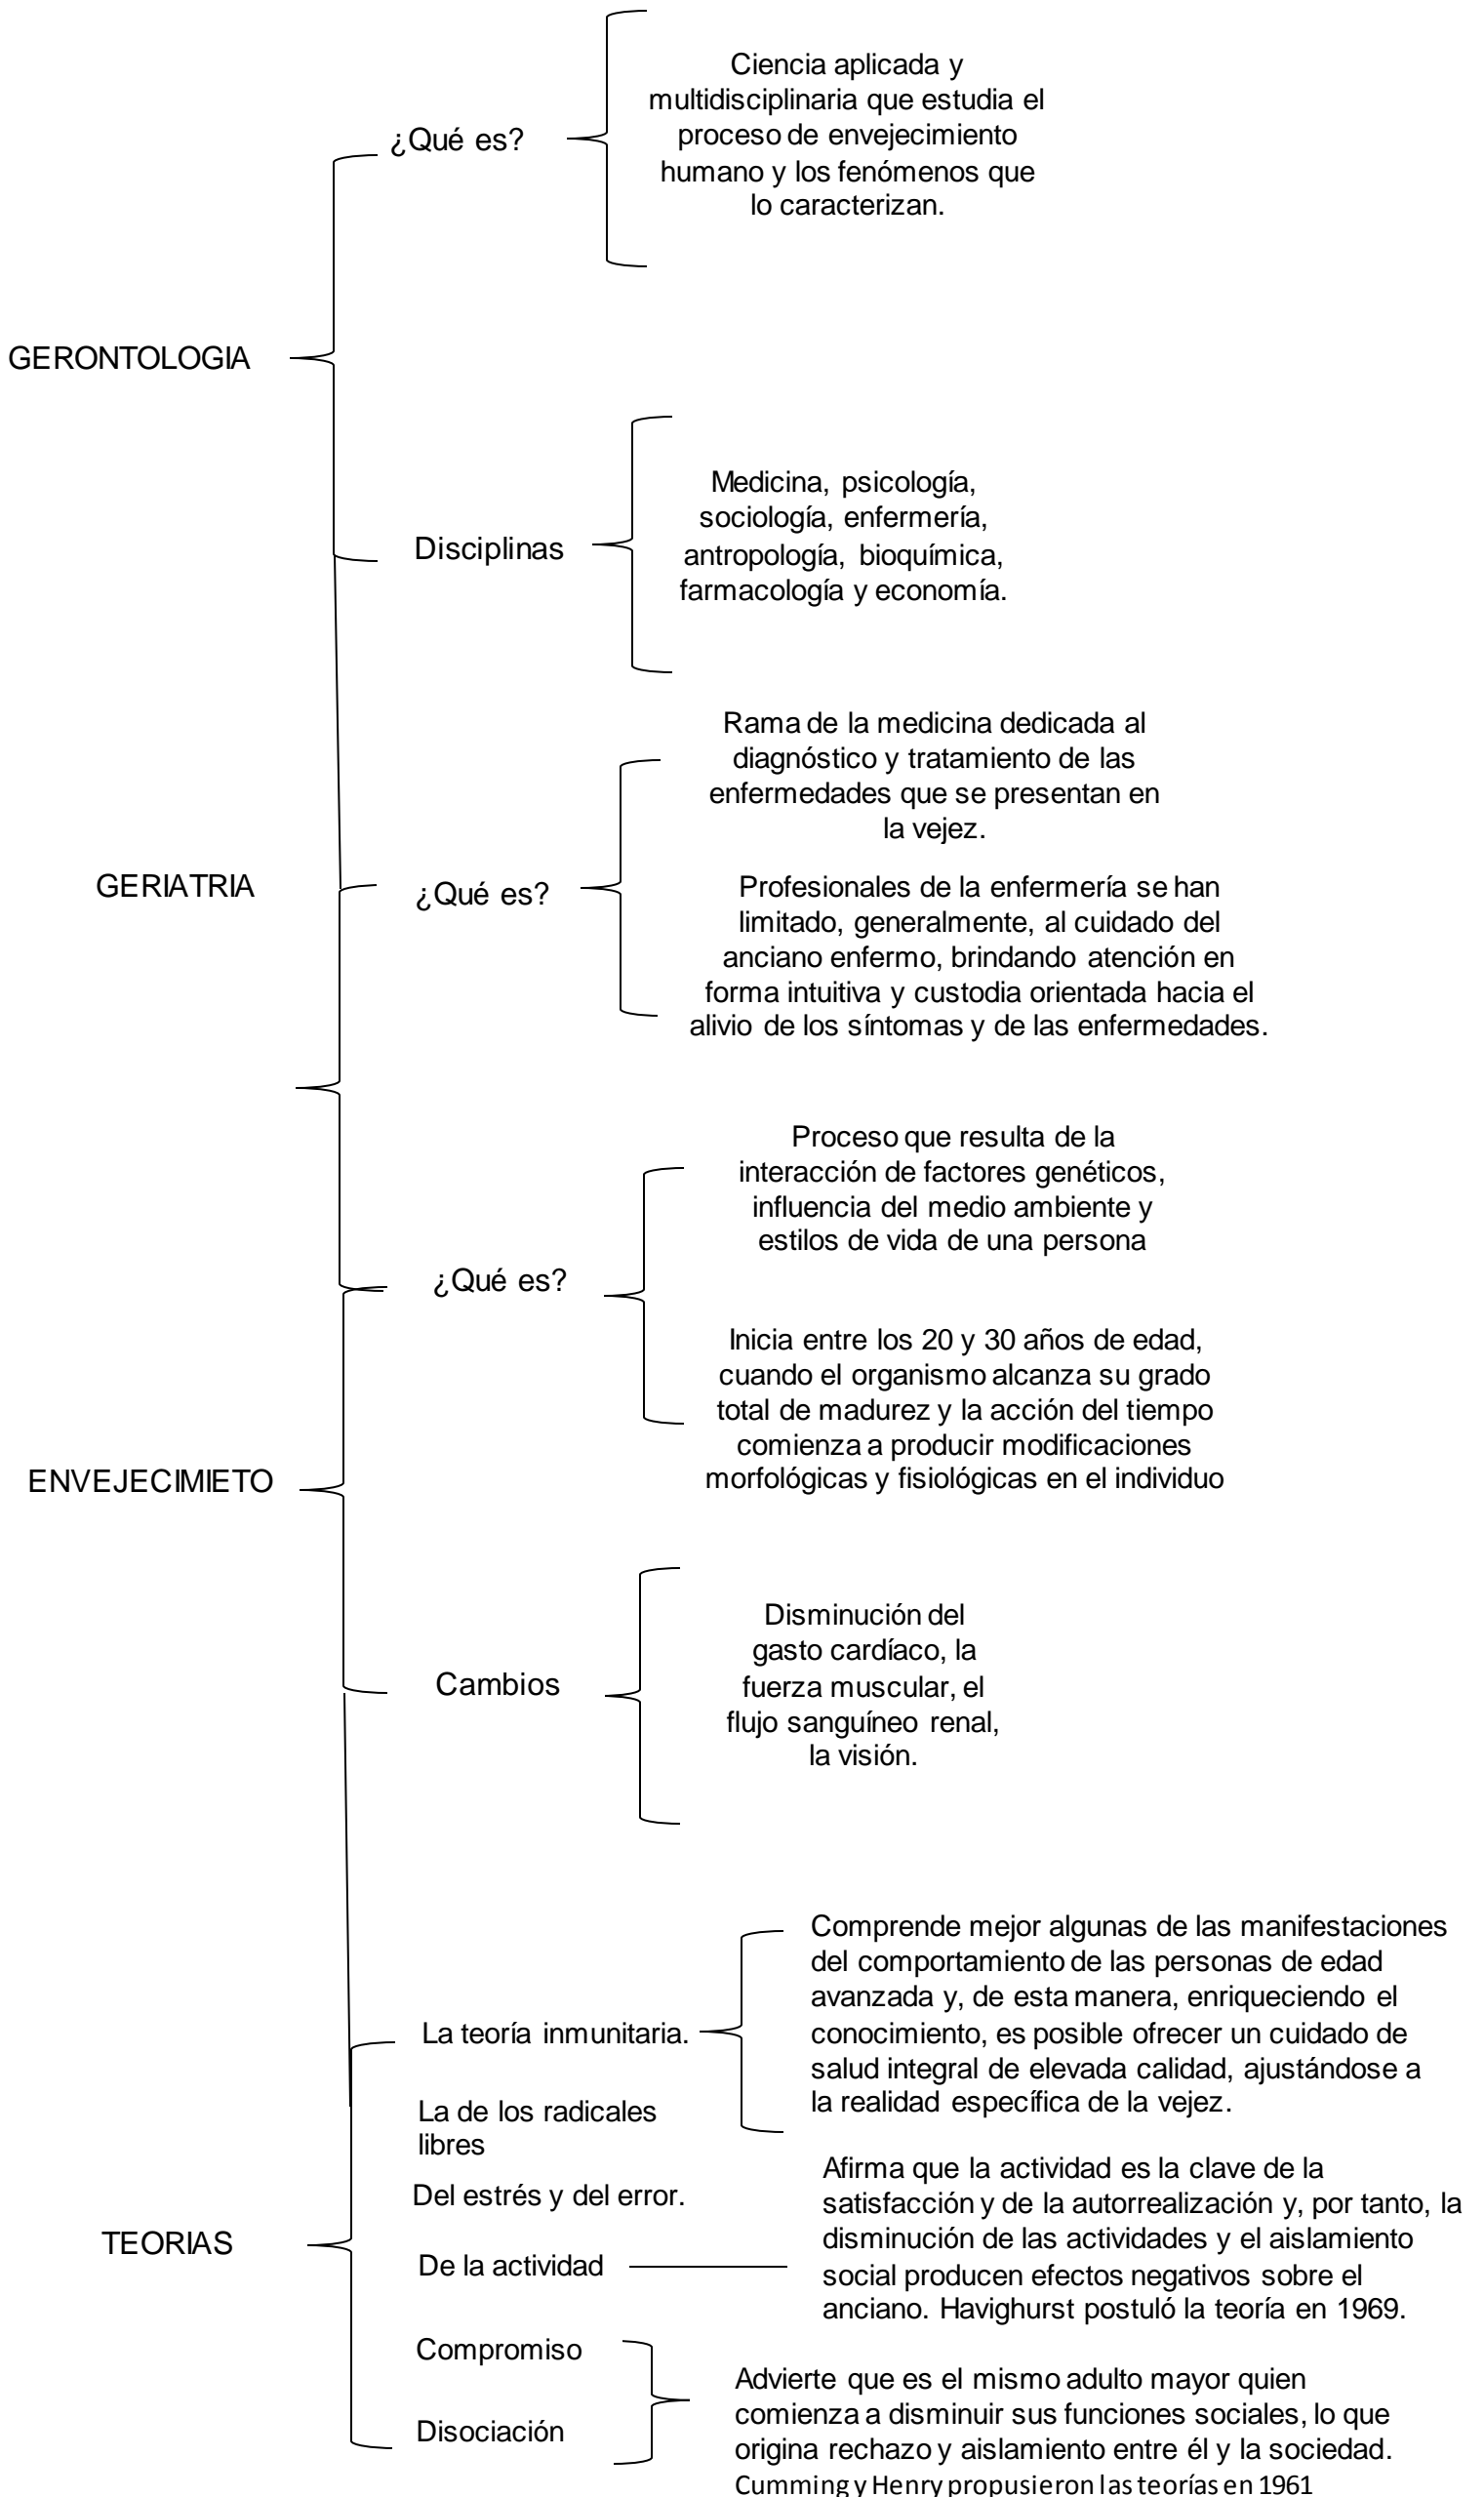 GERONTOLOGIA
¿Qué es?
Ciencia aplicada y
multidisciplinaria que estudia el
proceso de envejecimiento
humano y los fenómenos que
lo caracterizan.
Disciplinas
Medicina, psicología,
sociología, enfermería,
antropología, bioquímica,
farmacología y economía.
GERIATRIA
¿Qué es?
Rama de la medicina dedicada al
diagnóstico y tratamiento de las
enfermedades que se presentan en
la vejez.
Profesionales de la enfermería se han
limitado, generalmente, al cuidado del
anciano enfermo, brindando atención en
forma intuitiva y custodia orientada hacia el
alivio de los síntomas y de las enfermedades.
ENVEJECIMIETO
¿Qué es?
Proceso que resulta de la
interacción de factores genéticos,
influencia del medio ambiente y
estilos de vida de una persona
Inicia entre los 20 y 30 años de edad,
cuando el organismo alcanza su grado
total de madurez y la acción del tiempo
comienza a producir modificaciones
morfológicas y fisiológicas en el individuo
Cambios
Disminución del
gasto cardíaco, la
fuerza muscular, el
flujo sanguíneo renal,
la visión.
TEORIAS
La teoría inmunitaria.
Comprende mejor algunas de las manifestaciones
del comportamiento de las personas de edad
avanzada y, de esta manera, enriqueciendo el
conocimiento, es posible ofrecer un cuidado de
salud integral de elevada calidad, ajustándose a
la realidad específica de la vejez.
La de los radicales
libres
Del estrés y del error.
De la actividad
Afirma que la actividad es la clave de la
satisfacción y de la autorrealización y, por tanto, la
disminución de las actividades y el aislamiento
social producen efectos negativos sobre el
anciano. Havighurst postuló la teoría en 1969.
Compromiso
Disociación
Advierte que es el mismo adulto mayor quien
comienza a disminuir sus funciones sociales, lo que
origina rechazo y aislamiento entre él y la sociedad.
Cumming y Henry propusieron las teorías en 1961